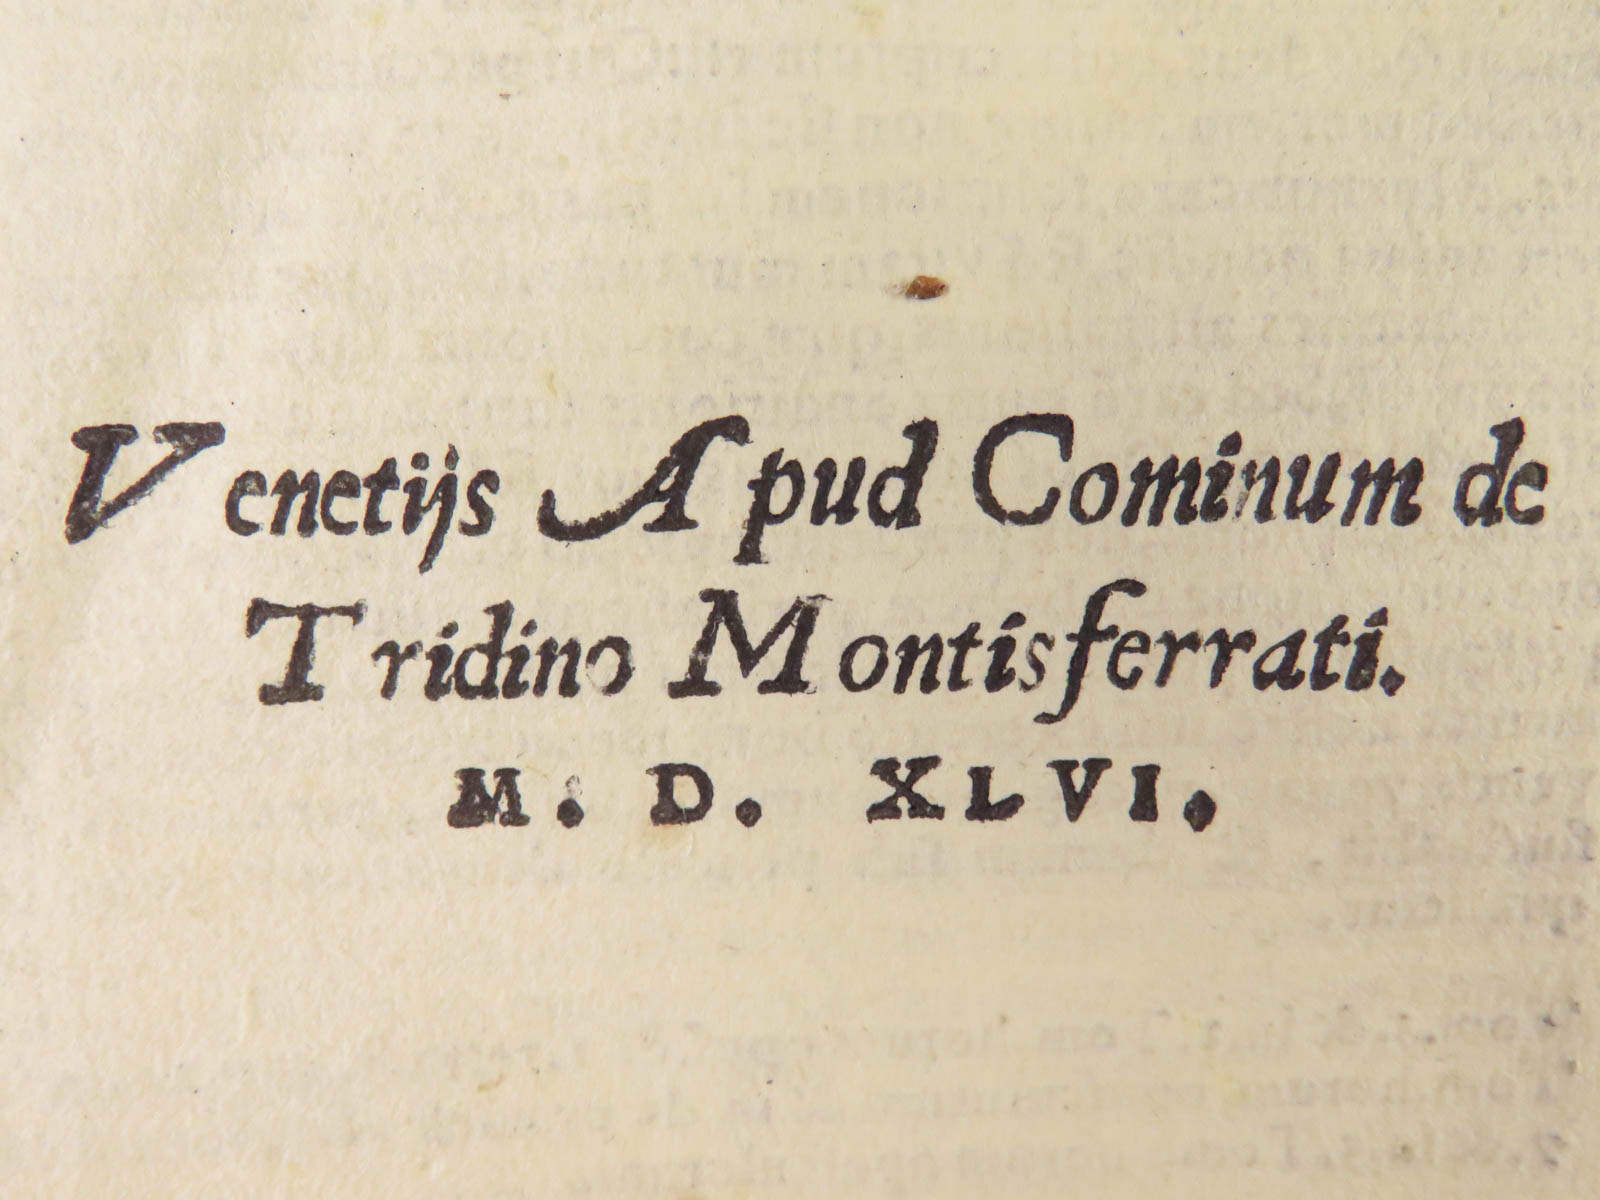 Venetijs Apud Cominum de
Tridino Montisferrati.
M. D. XLVI.